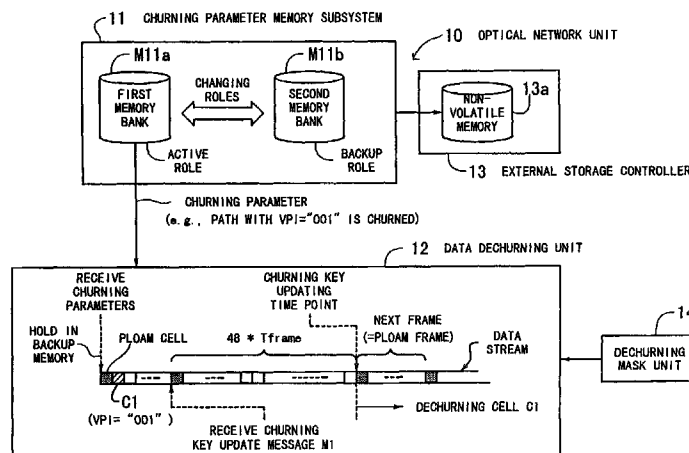 11 CHURNING PARAMETER MEMORY SUBSYSTEM
10 OPTICAL NETWORK UNIT
M11a
M11b
CHANGING
ROLES
FIRST
MEMORY
BANK
SECOND
MEMORY
BANK
NON-
VOLATILE
MEMORY
13a
ACTIVE
ROLE
BACKUP
ROLE
13 EXTERNAL STORAGE CONTROLLER
CHURNING PARAMETER
(e.g., PATH WITH VPI="001" IS CHURNED)
12 DATA DECHURNING UNIT
RECEIVE
CHURNING
PARAMETERS
CHURNING KEY
UPDATING
TIME POINT
HOLD IN
BACKUP
MEMORY
PLOAM CELL
48 * Tframe
NEXT FRAME
(=PLOAM FRAME)
DATA
STREAM
14
DECHURNING
MASK UNIT
C1
(VPI= "001" )
DECHURNING CELL C1
RECEIVE CHURNING
KEY UPDATE MESSAGE M1